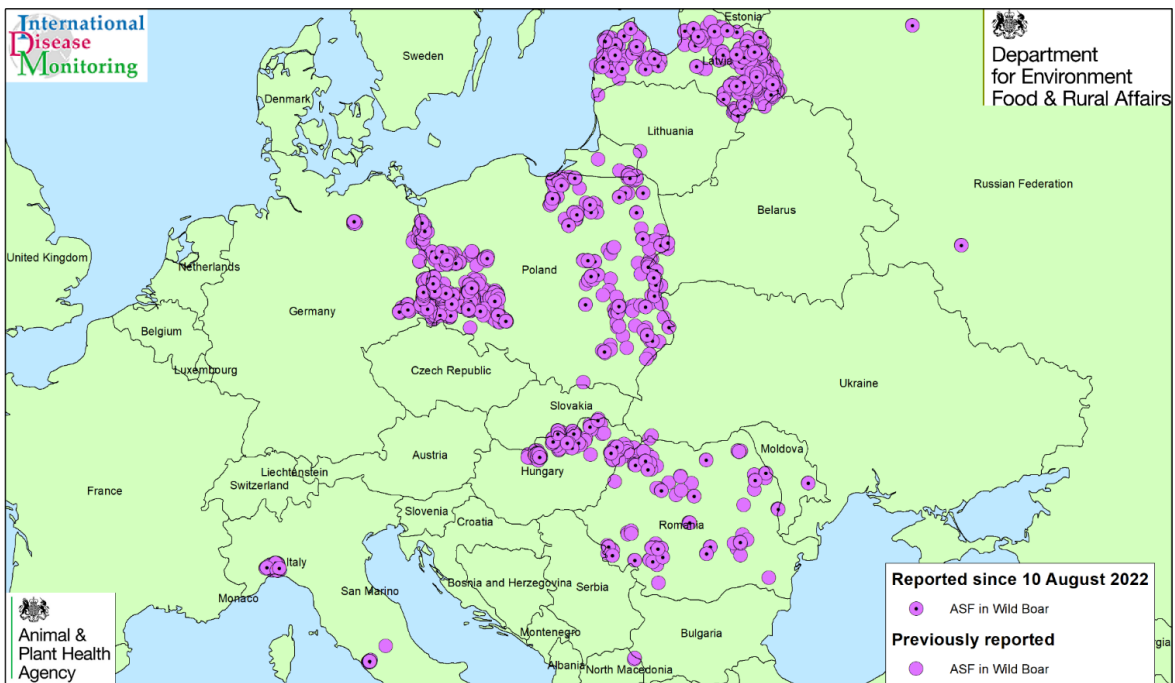 International
Disease
Monitoring
Department
for Environment
Food & Rural Affairs
Estonia
Sweden
Latvia
Denmark
Lithuania
Russian Federation
Belarus
United Kingdom
Netherlands
Poland
Germany
Belgium
Luxembourg
Czech Republic
Ukraine
Slovakia
Moldova
Austria
Hungary
Liechtenstein
Switzerland
France
Slovenia
Croatia
Romania
Italy
Bosnia and Herzegovina
Serbia
San Marino
Monaco
Bulgaria
Montenegro
Albania
North Macedonia
Animal &
Plant Health
Agency
Reported since 10 August 2022
ASF in Wild Boar
Previously reported
ASF in Wild Boar